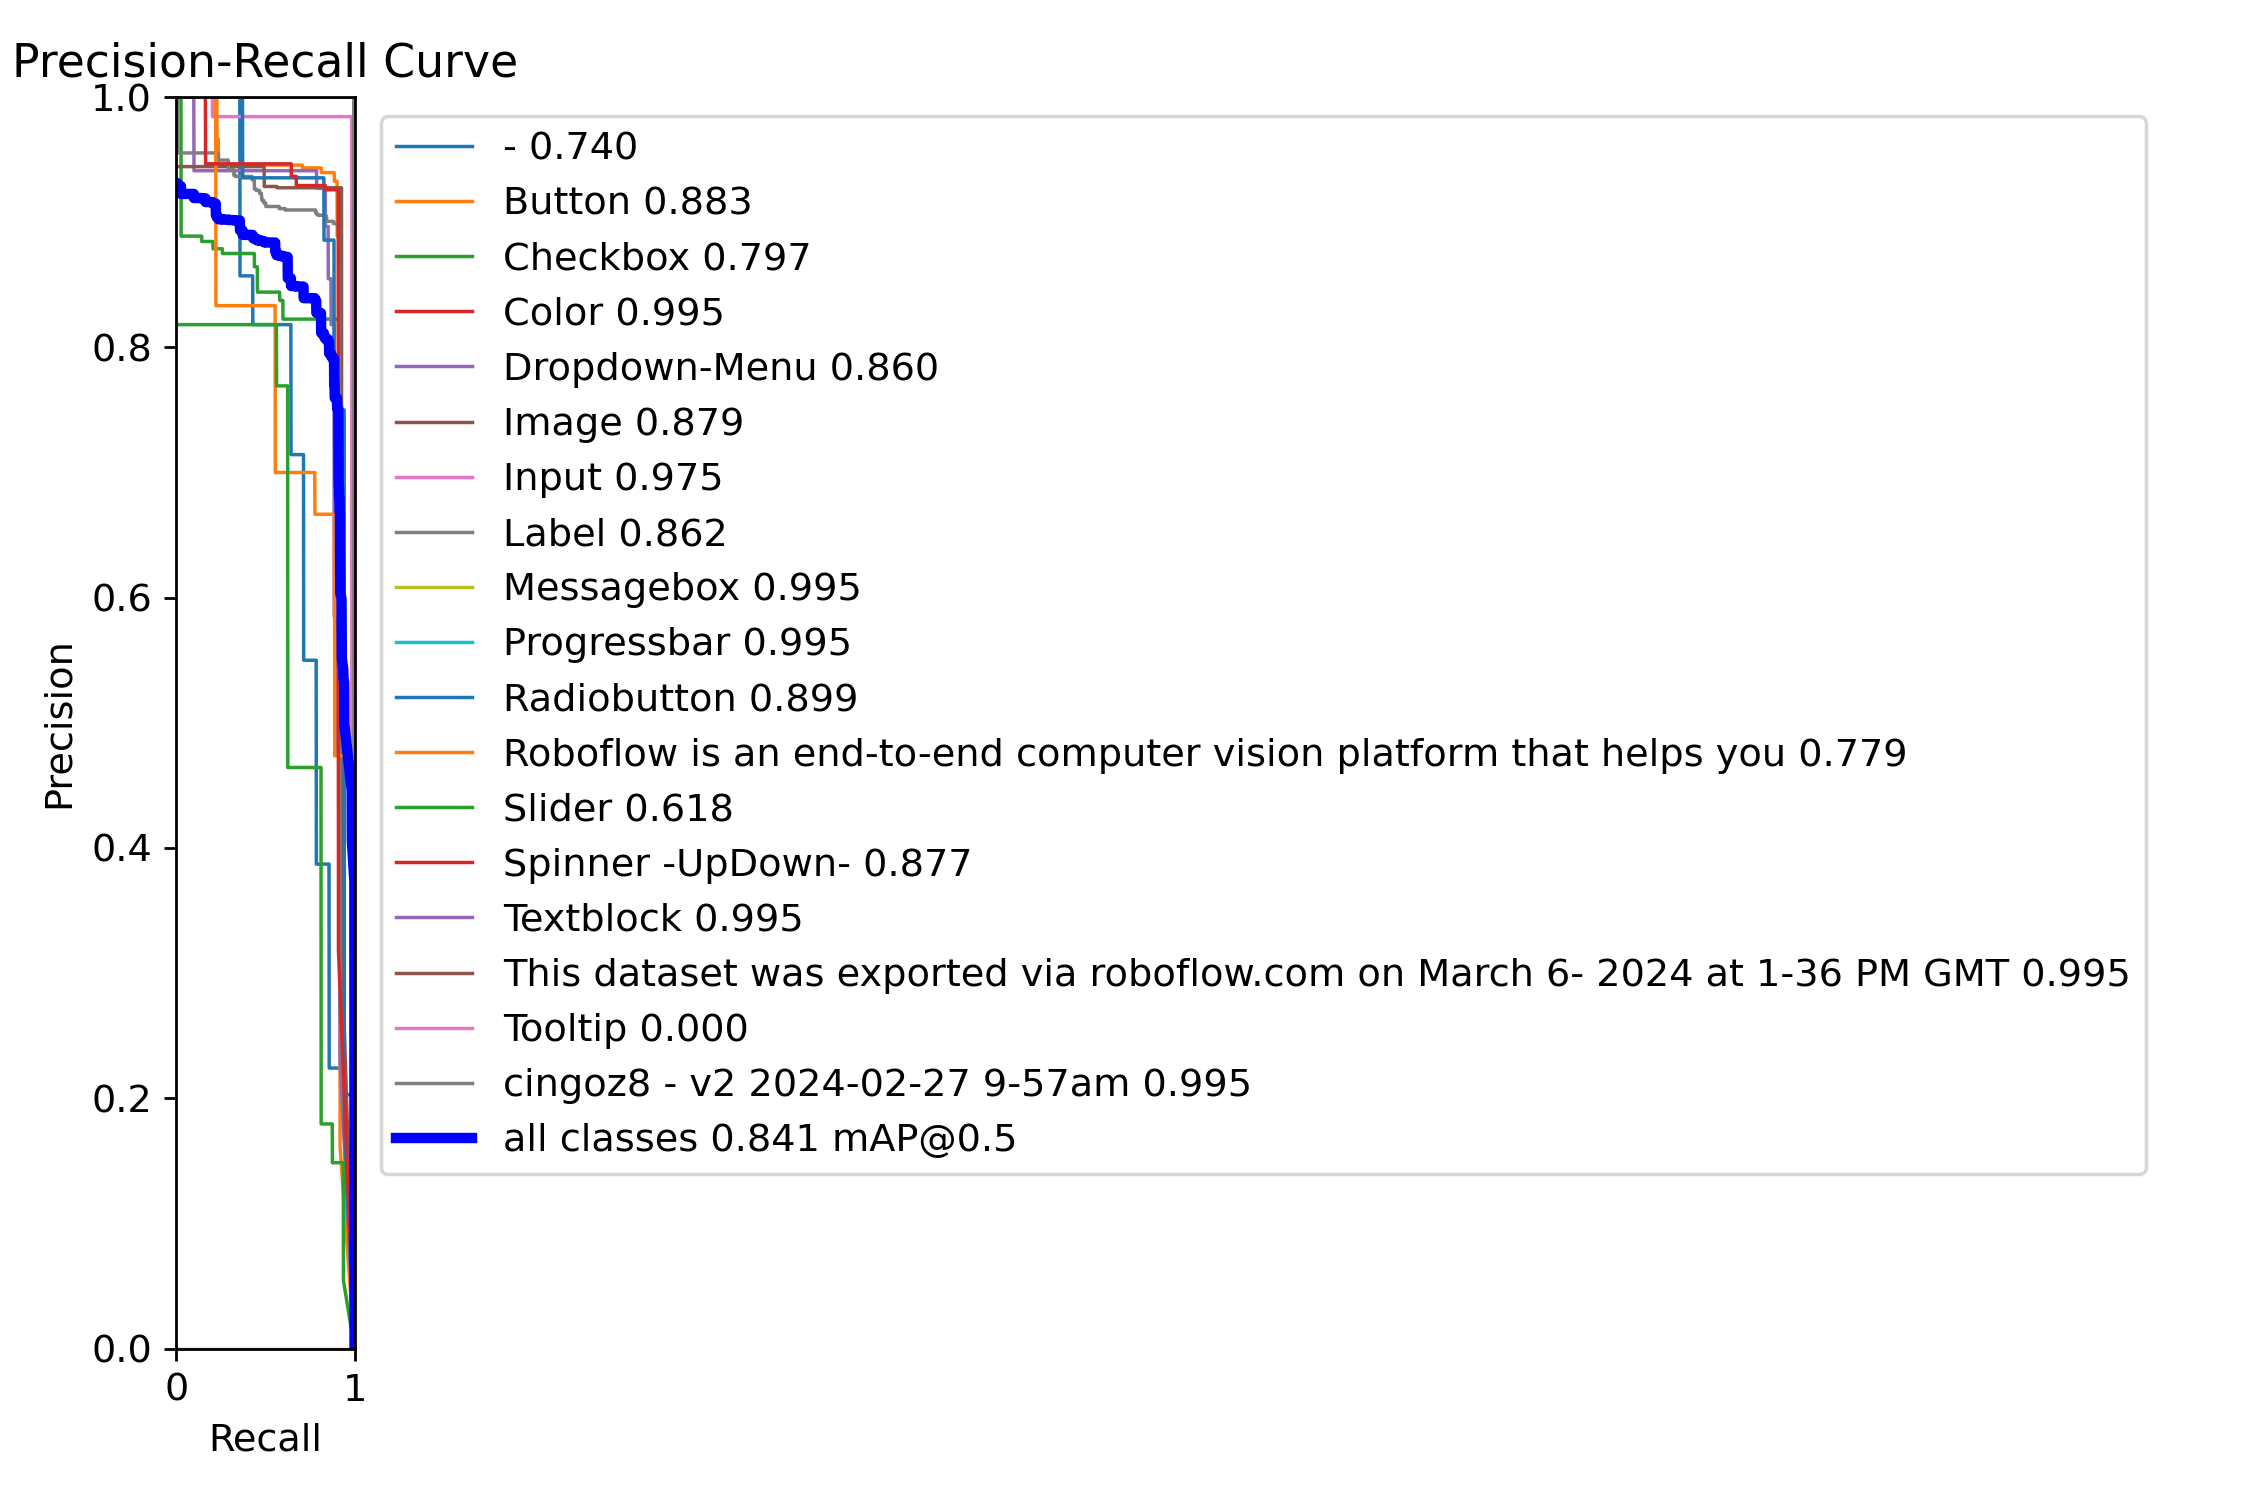 Precision-Recall Curve
1.0
0.8
0.6
0.4
0.2
0.0
Precision
0
1
Recall
- 0.740
Button 0.883
Checkbox 0.797
Color 0.995
Dropdown-Menu 0.860
Image 0.879
Input 0.975
Label 0.862
Messagebox 0.995
Progressbar 0.995
Radiobutton 0.899
Roboflow is an end-to-end computer vision platform that helps you 0.779
Slider 0.618
Spinner -UpDown- 0.877
Textblock 0.995
This dataset was exported via roboflow.com on March 6- 2024 at 1-36 PM GMT 0.995
Tooltip 0.000
cingoz8 - v2 2024-02-27 9-57am 0.995
all classes 0.841 mAP@0.5